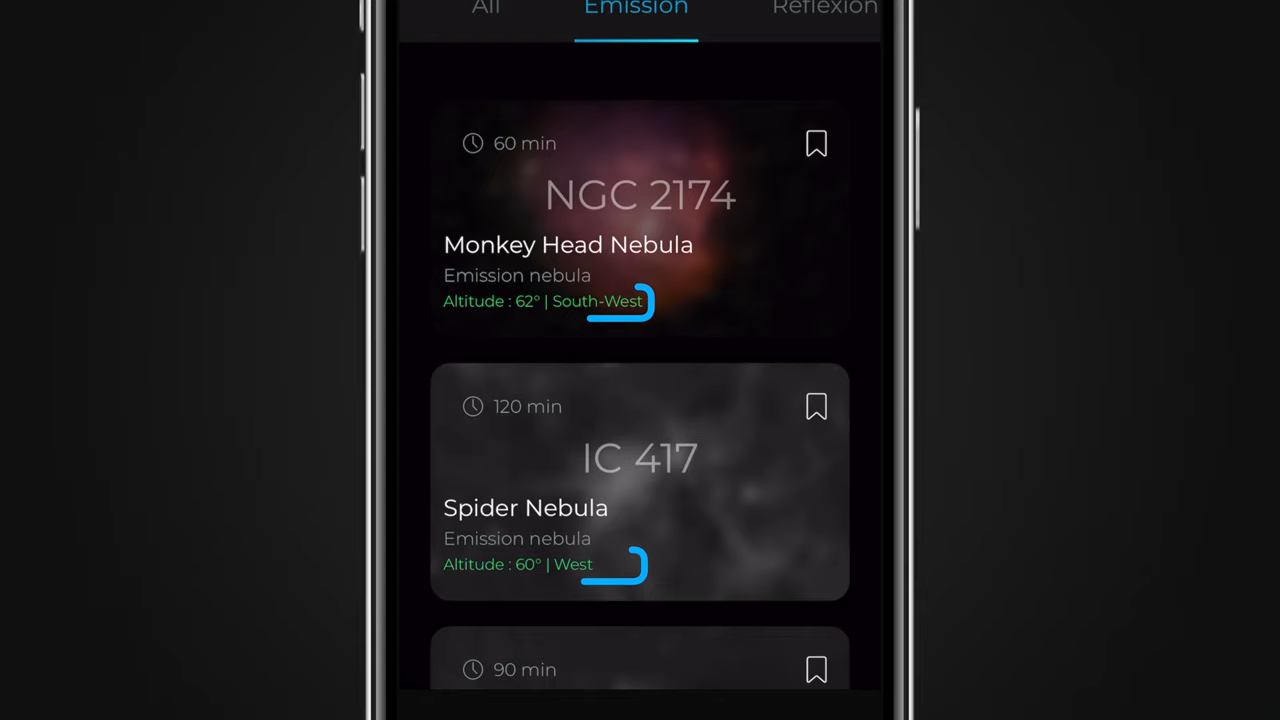 All Emission Reflexion
60 min
NGC 2174
Monkey Head Nebula
Emission nebula
Altitude : 62° | South-West
120 min
IC 417
Spider Nebula
Emission nebula
Altitude : 60° | West
90 min